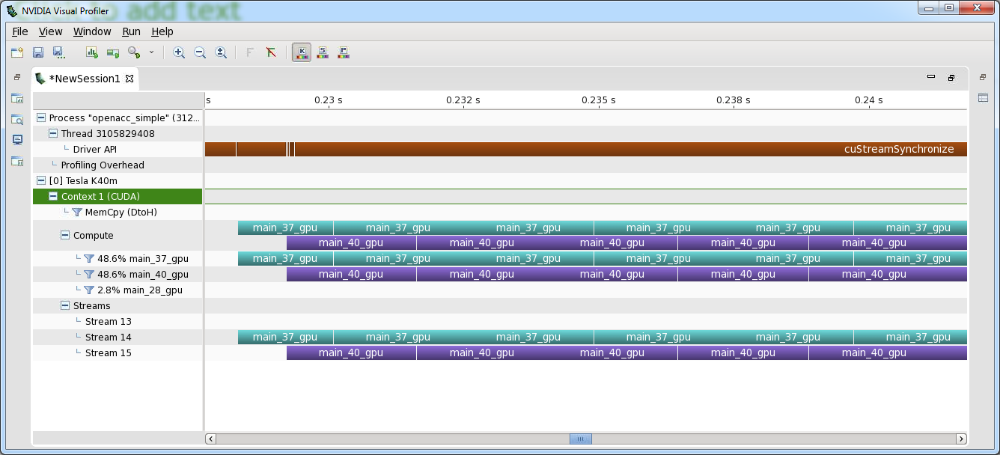 Click to add text
NVIDIA Visual Profiler
File View Window Run Help
F F K S P
*NewSession1
s 0.23 s 0.232 s 0.235 s 0.238 s 0.24 s
Process "openacc_simple" (312...
Thread 3105829408
Driver API cuStreamSynchronize
Profiling Overhead
[0] Tesla K40m
Context 1 (CUDA)
MemCpy (DtoH)
main_37_gpu main_37_gpu main_37_gpu main_37_gpu main_37_gpu main_37_gpu
Compute
main_40_gpu main_40_gpu main_40_gpu main_40_gpu main_40_gpu
48.6% main_37_gpu main_37_gpu main_37_gpu main_37_gpu main_37_gpu main_37_gpu main_37_gpu
48.6% main_40_gpu main_40_gpu main_40_gpu main_40_gpu main_40_gpu main_40_gpu
2.8% main_28_gpu
Streams
Stream 13
Stream 14 main_37_gpu main_37_gpu main_37_gpu main_37_gpu main_37_gpu main_37_gpu
Stream 15 main_40_gpu main_40_gpu main_40_gpu main_40_gpu main_40_gpu